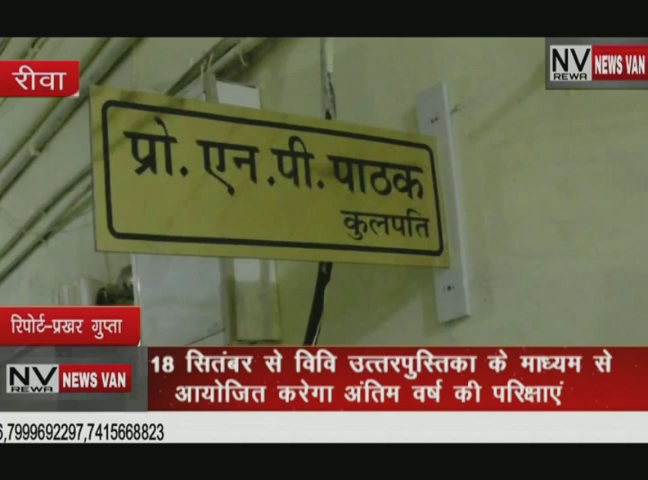 NV
REWA
NEWS VAN
रीवा
प्रो. एन.पी. पाठक
कुलपति
रिपोर्ट-प्रखर गुप्ता
NV
REWA
NEWS VAN
18 सितंबर से विवि उत्तरपुस्तिका के माध्यम से
आयोजित करेगा अंतिम वर्ष की परिक्षाएं
,7999692297,7415668823